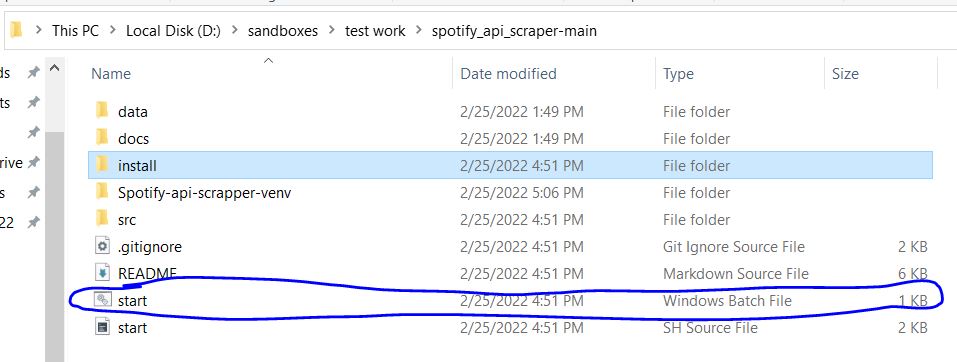 This PC > Local Disk (D:) > sandboxes > test work > spotify_api_scraper-main
Name Date modified Type Size
ds
ts
rive
s
22
data 2/25/2022 1:49 PM File folder
docs 2/25/2022 1:49 PM File folder
install 2/25/2022 4:51 PM File folder
Spotify-api-scrapper-venv 2/25/2022 5:06 PM File folder
src 2/25/2022 4:51 PM File folder
.gitignore 2/25/2022 4:51 PM Git Ignore Source File 2 KB
README 2/25/2022 4:51 PM Markdown Source File 6 KB
start 2/25/2022 4:51 PM Windows Batch File 1 KB
start 2/25/2022 4:51 PM SH Source File 2 KB